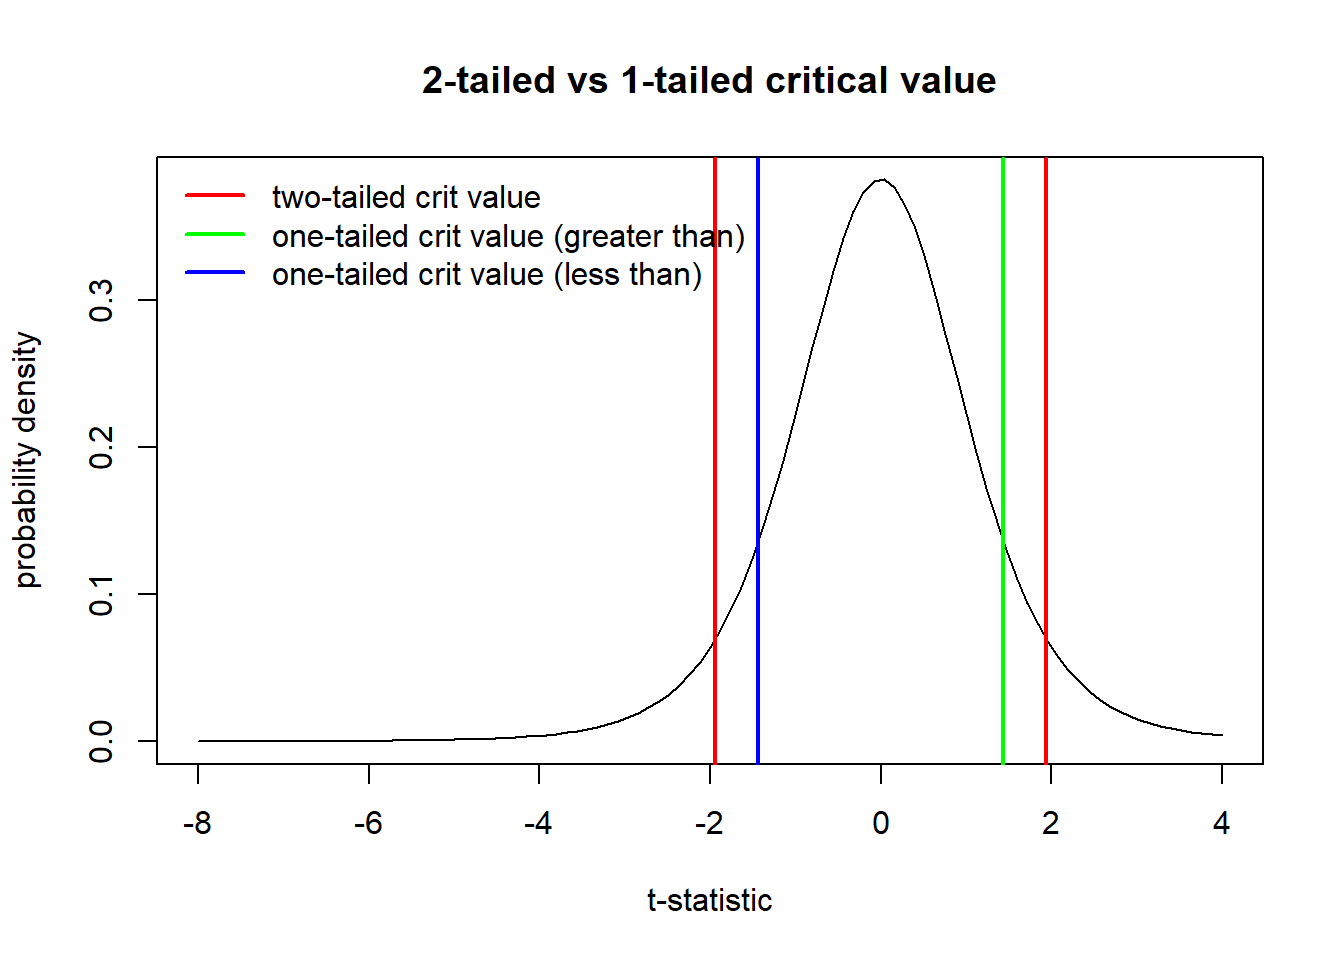 2-tailed vs 1-tailed critical value
two-tailed crit value
one-tailed crit value (greater than)
one-tailed crit value (less than)
probability density
0.3
0.2
0.1
0.0
-8 -6 -4 -2 0 2 4
t-statistic